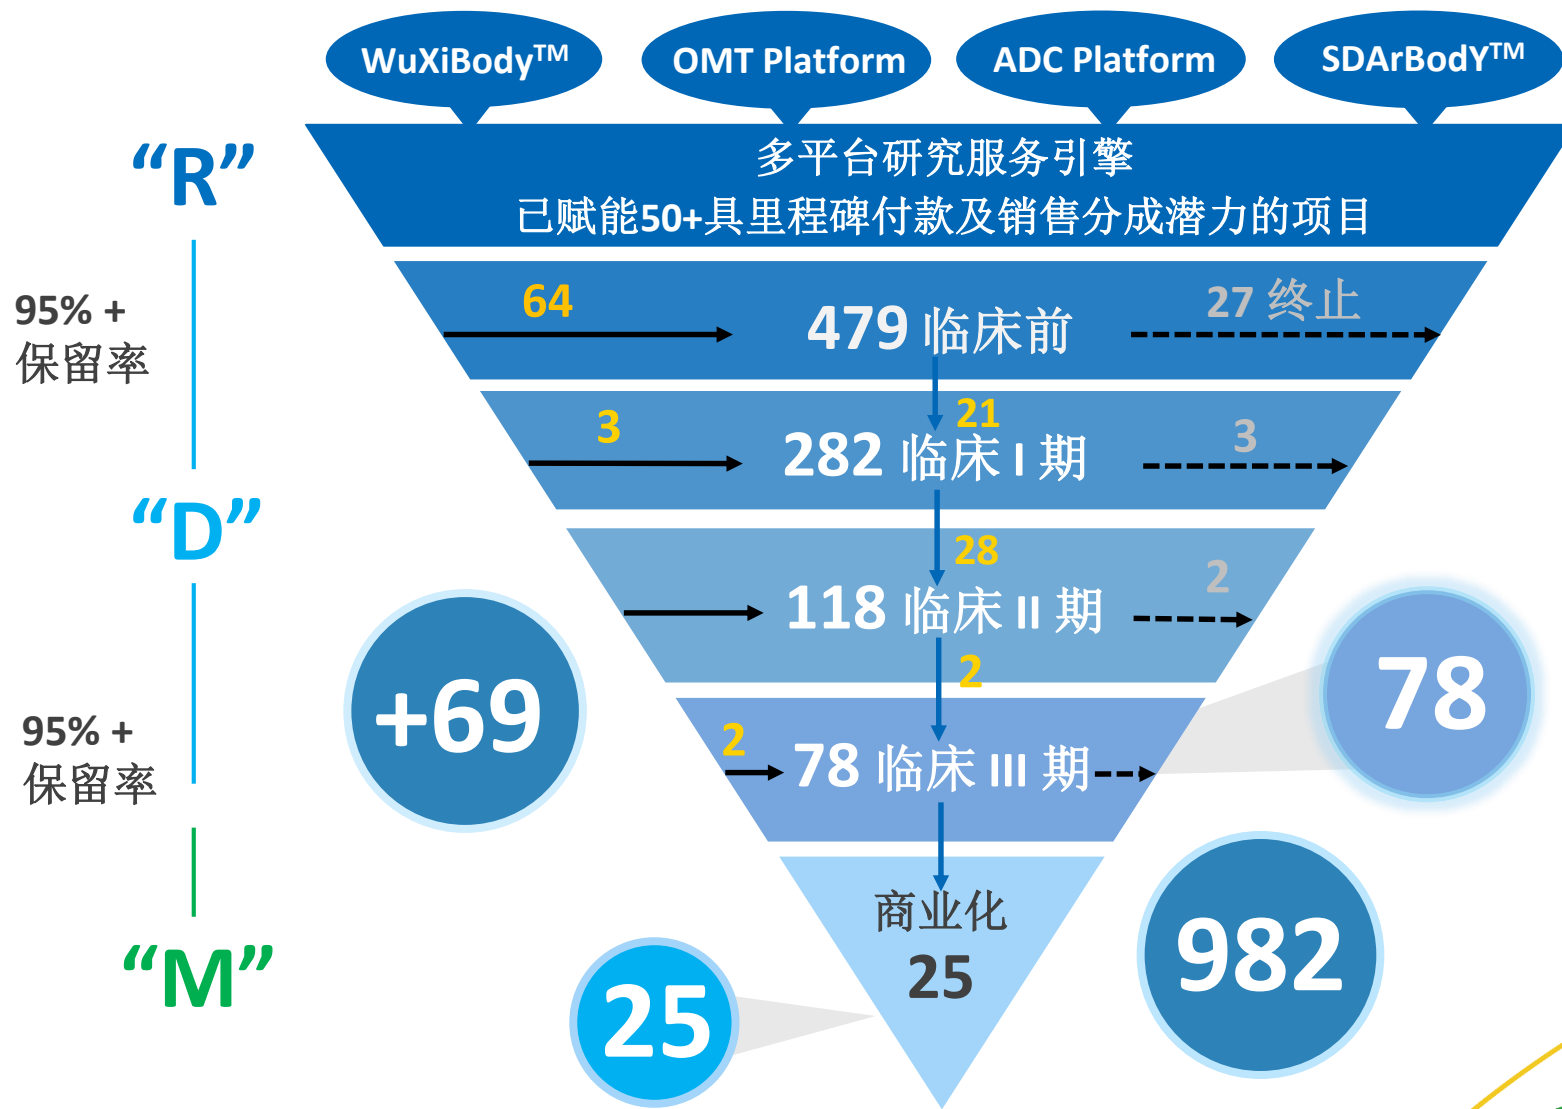 WuXiBody™
OMT Platform
ADC Platform
SDArBodY™
“R”
多平台研究服务引擎
已赋能50+具里程碑付款及销售分成潜力的项目
95% +
保留率
64
479 临床前
27 终止
21
3
282 临床 I 期
3
“D”
28
118 临床 II 期
2
+69
2
78
95% +
保留率
2
78 临床 III 期
商业化
25
“M”
25
982